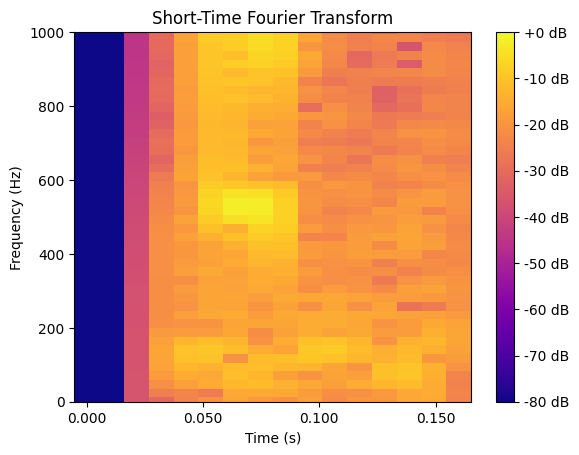 Short-Time Fourier Transform
Frequency (Hz)
1000
800
600
400
200
0
0.000
0.050
0.100
0.150
Time (s)
+0 dB
-10 dB
-20 dB
-30 dB
-40 dB
-50 dB
-60 dB
-70 dB
-80 dB